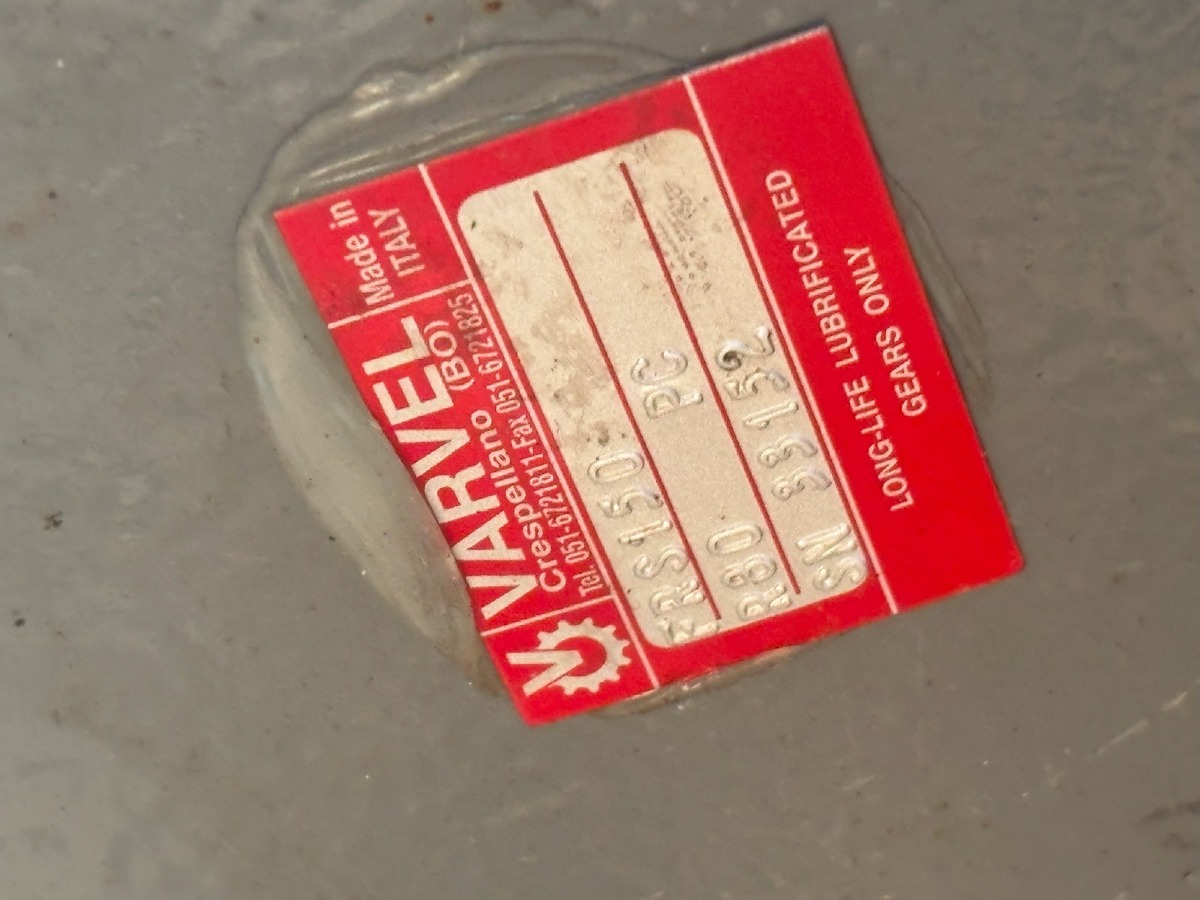 Made in
ITALY
VARVEL
Crespellano (BO)
Tel. 051-6721811-Fax 051-6721825
FRS150 PC
R80
SN 33152
LONG-LIFE LUBRIFICATED
GEARS ONLY